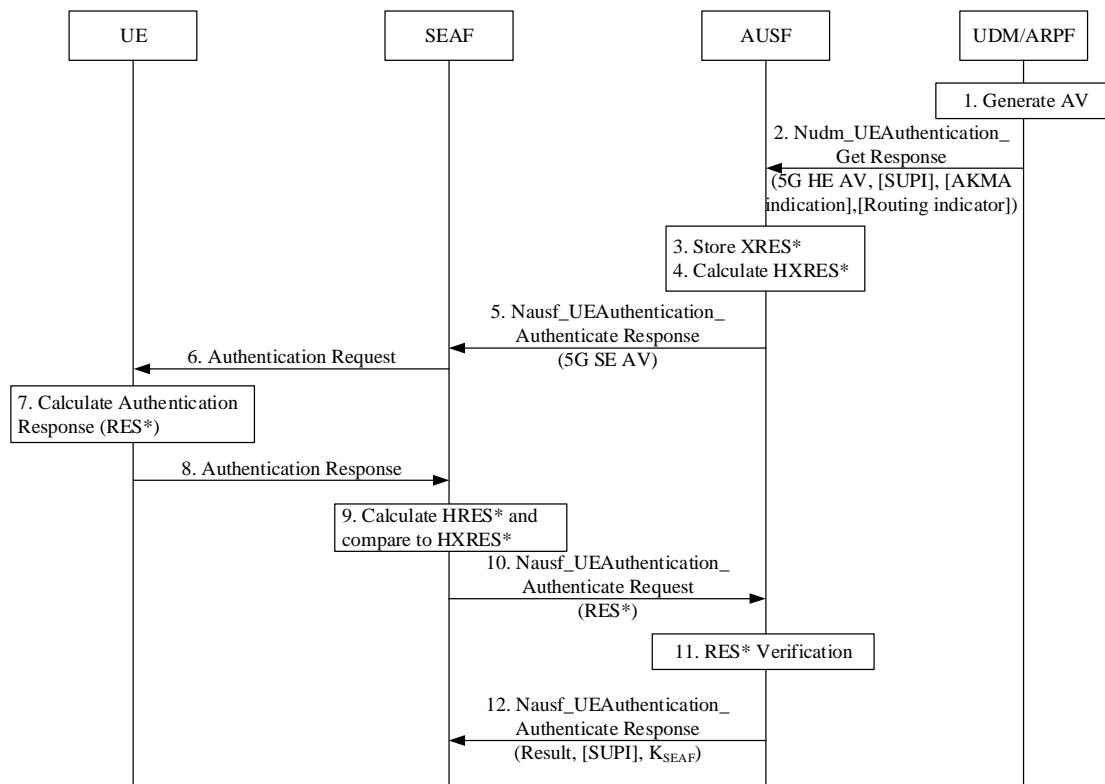 UE
SEAF
AUSF
UDM/ARPF
1. Generate AV
2. Nudm_UEAuthentication_
Get Response
(5G HE AV, [SUPI], [AKMA
indication],[Routing indicator])
3. Store XRES*
4. Calculate HXRES*
5. Nausf_UEAuthentication_
Authenticate Response
(5G SE AV)
6. Authentication Request
7. Calculate Authentication
Response (RES*)
8. Authentication Response
9. Calculate HRES* and
compare to HXRES*
10. Nausf_UEAuthentication_
Authenticate Request
(RES*)
11. RES* Verification
12. Nausf_UEAuthentication_
Authenticate Response
(Result, [SUPI], KSEAF)